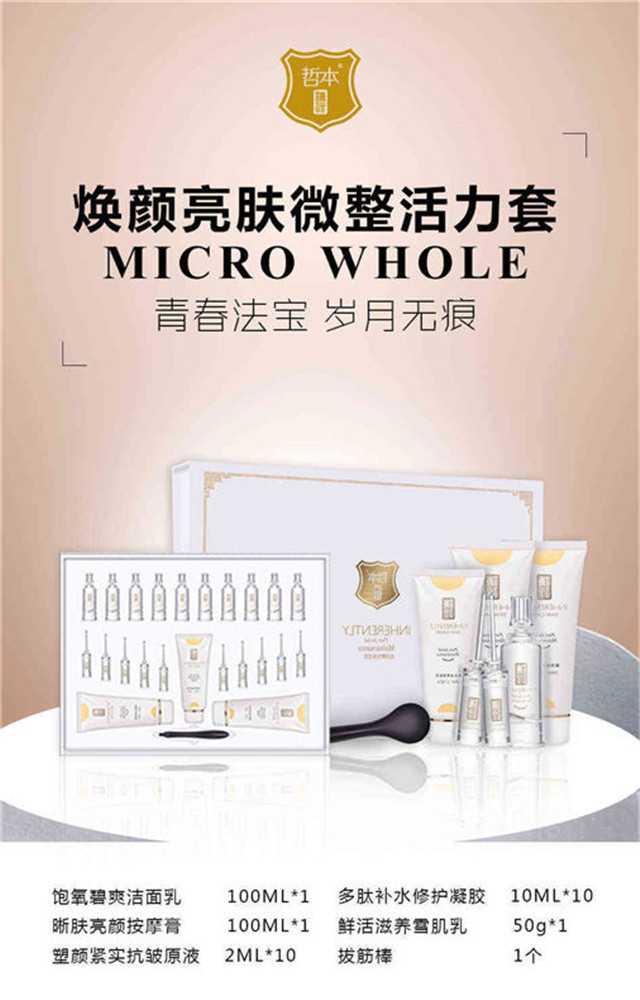 哲本®
焕颜亮肤微整活力套
MICRO WHOLE
青春法宝 岁月无痕
哲本
INHERENTLY
饱氧碧爽洁面乳 100ML*1 多肽补水修护凝胶 10ML*10
晰肤亮颜按摩膏 100ML*1 鲜活滋养雪肌乳 50g*1
塑颜紧实抗皱原液 2ML*10 拔筋棒 1个